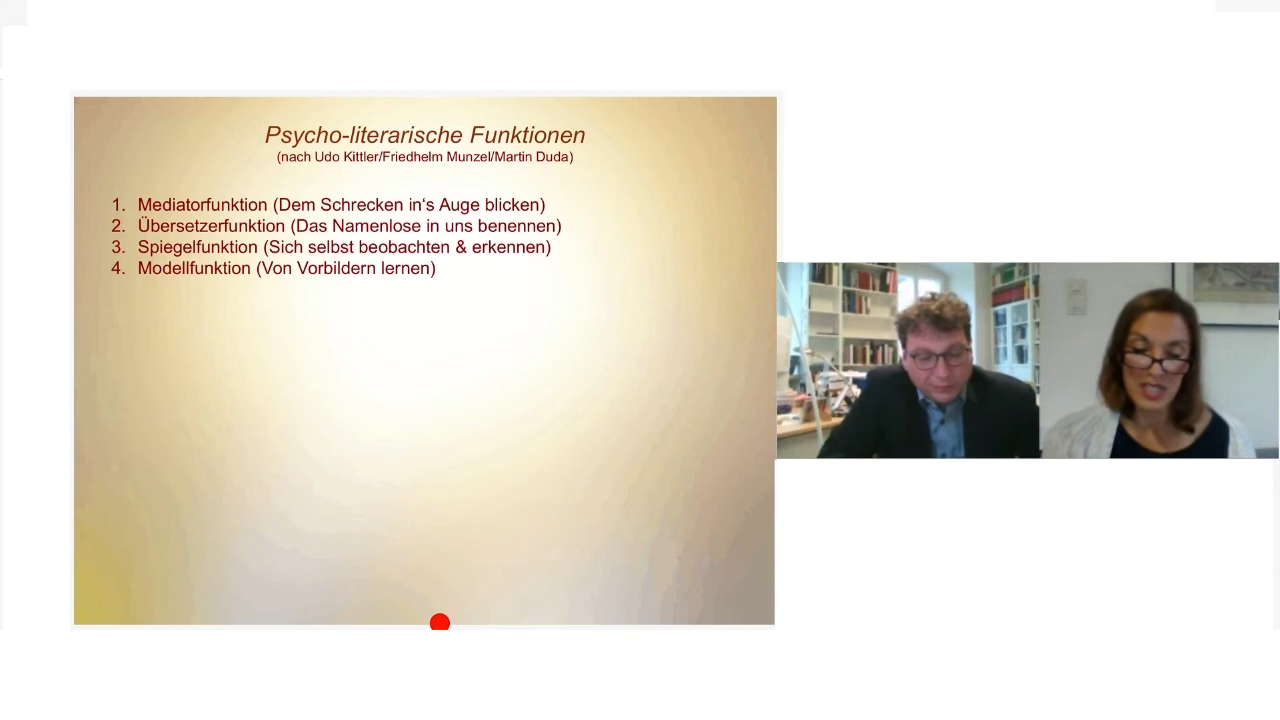 Psycho-literarische Funktionen
(nach Udo Kittler/Friedhelm Munzel/Martin Duda)
1. Mediatorfunktion (Dem Schrecken in‘s Auge blicken)
2. Übersetzerfunktion (Das Namenlose in uns benennen)
3. Spiegelfunktion (Sich selbst beobachten & erkennen)
4. Modellfunktion (Von Vorbildern lernen)